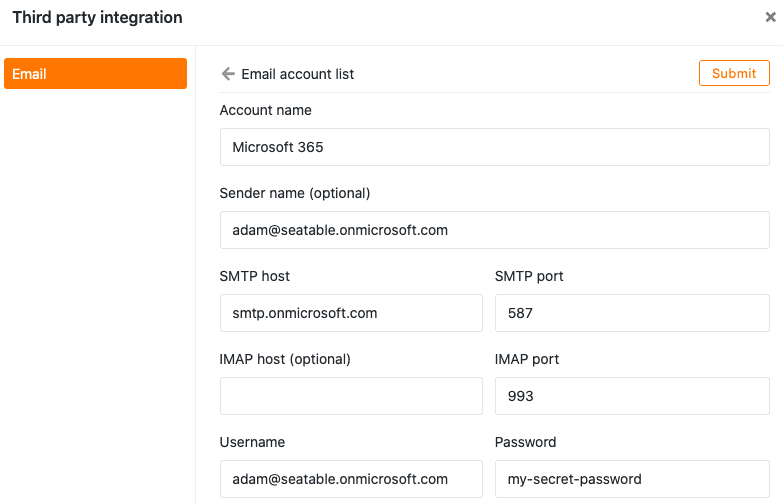 Third party integration
×
Email
Email account list
Submit
Account name
Microsoft 365
Sender name (optional)
adam@seatable.onmicrosoft.com
SMTP host SMTP port
smtp.onmicrosoft.com 587
IMAP host (optional) IMAP port
993
Username Password
adam@seatable.onmicrosoft.com my-secret-password